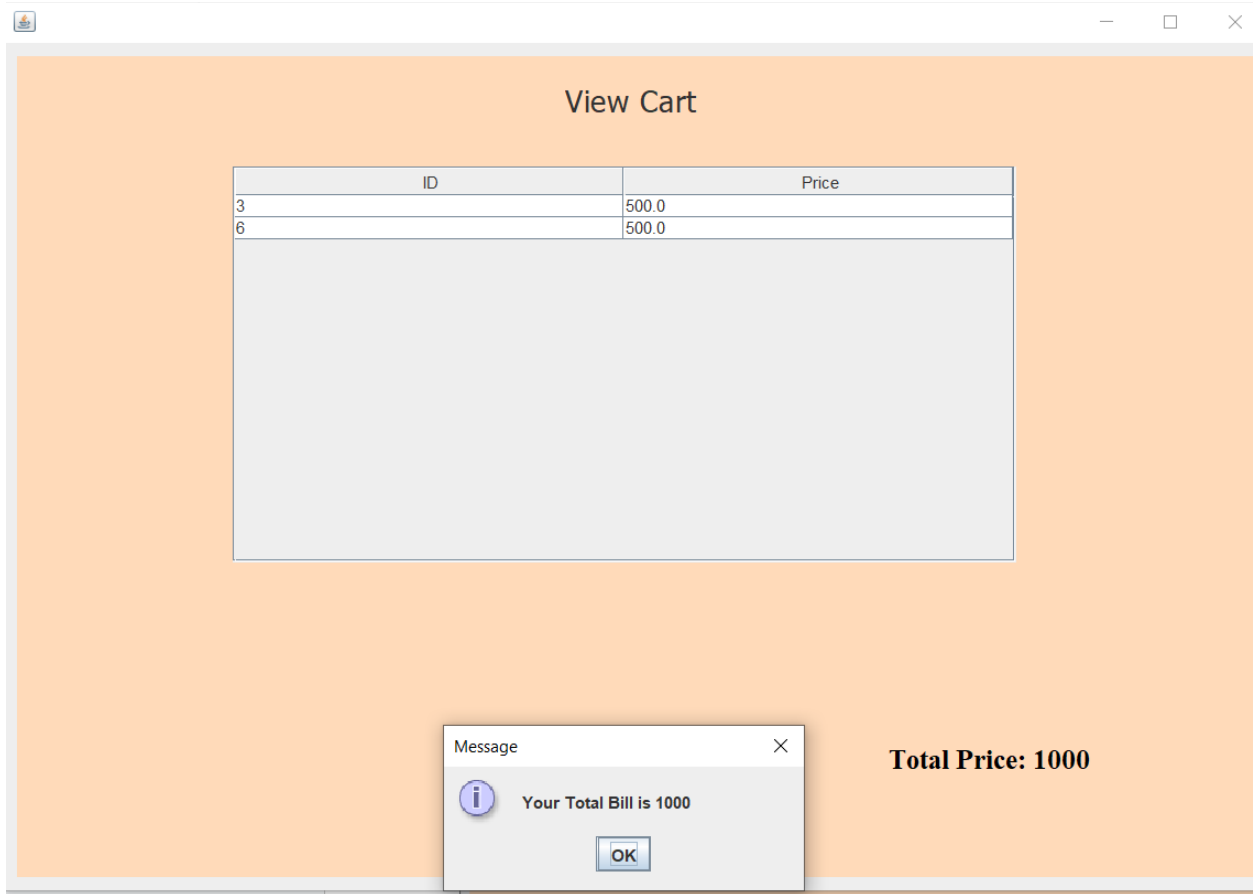 View Cart
ID Price
3 500.0
6 500.0
Message
Total Price: 1000
Your Total Bill is 1000
OK